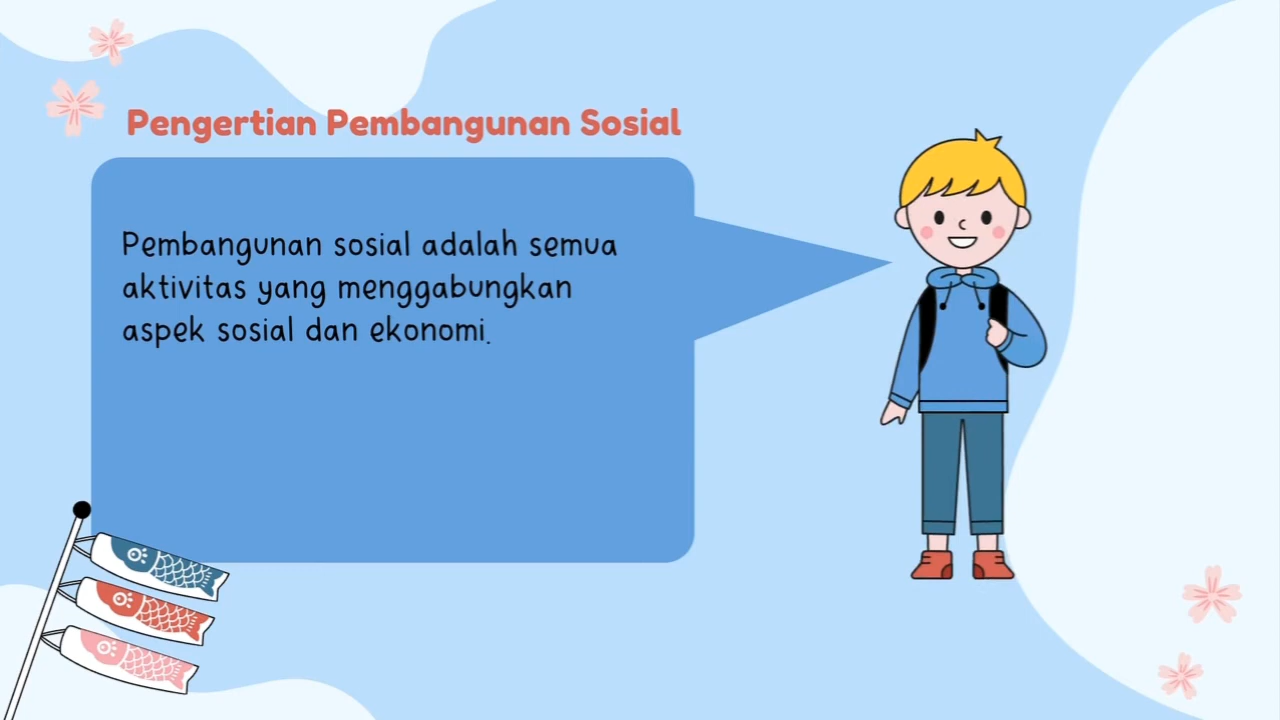 Pengertian Pembangunan Sosial
Pembangunan sosial adalah semua
aktivitas yang menggabungkan
aspek sosial dan ekonomi.